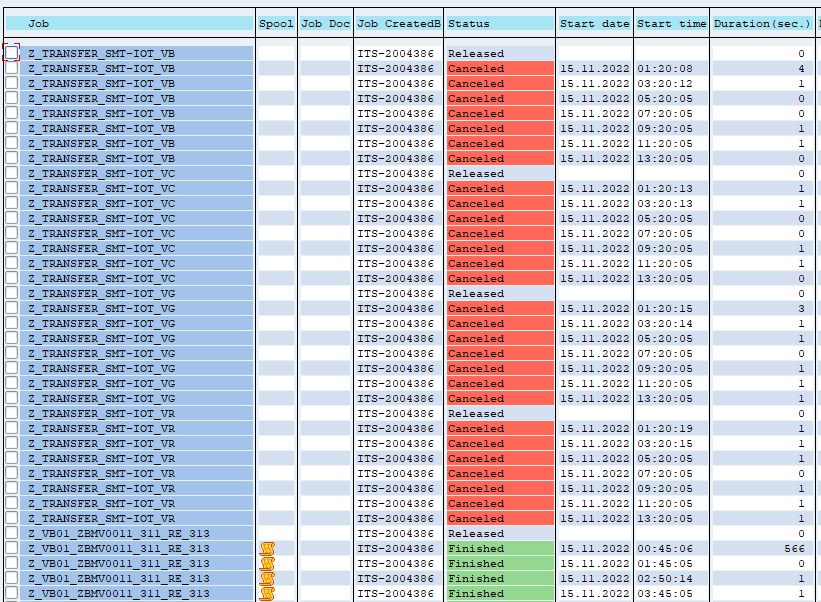 Job Spool Job Doc Job CreatedB Status Start date Start time Duration(sec.)
Z_TRANSFER_SMT-IOT_VB ITS-2004386 Released 0
Z_TRANSFER_SMT-IOT_VB ITS-2004386 Canceled 15.11.2022 01:20:08 4
Z_TRANSFER_SMT-IOT_VB ITS-2004386 Canceled 15.11.2022 03:20:12 1
Z_TRANSFER_SMT-IOT_VB ITS-2004386 Canceled 15.11.2022 05:20:05 0
Z_TRANSFER_SMT-IOT_VB ITS-2004386 Canceled 15.11.2022 07:20:05 0
Z_TRANSFER_SMT-IOT_VB ITS-2004386 Canceled 15.11.2022 09:20:05 1
Z_TRANSFER_SMT-IOT_VB ITS-2004386 Canceled 15.11.2022 11:20:05 1
Z_TRANSFER_SMT-IOT_VB ITS-2004386 Canceled 15.11.2022 13:20:05 0
Z_TRANSFER_SMT-IOT_VC ITS-2004386 Released 0
Z_TRANSFER_SMT-IOT_VC ITS-2004386 Canceled 15.11.2022 01:20:13 1
Z_TRANSFER_SMT-IOT_VC ITS-2004386 Canceled 15.11.2022 03:20:13 1
Z_TRANSFER_SMT-IOT_VC ITS-2004386 Canceled 15.11.2022 05:20:05 0
Z_TRANSFER_SMT-IOT_VC ITS-2004386 Canceled 15.11.2022 07:20:05 0
Z_TRANSFER_SMT-IOT_VC ITS-2004386 Canceled 15.11.2022 09:20:05 1
Z_TRANSFER_SMT-IOT_VC ITS-2004386 Canceled 15.11.2022 11:20:05 1
Z_TRANSFER_SMT-IOT_VC ITS-2004386 Canceled 15.11.2022 13:20:05 0
Z_TRANSFER_SMT-IOT_VG ITS-2004386 Released 0
Z_TRANSFER_SMT-IOT_VG ITS-2004386 Canceled 15.11.2022 01:20:15 3
Z_TRANSFER_SMT-IOT_VG ITS-2004386 Canceled 15.11.2022 03:20:14 1
Z_TRANSFER_SMT-IOT_VG ITS-2004386 Canceled 15.11.2022 05:20:05 1
Z_TRANSFER_SMT-IOT_VG ITS-2004386 Canceled 15.11.2022 07:20:05 0
Z_TRANSFER_SMT-IOT_VG ITS-2004386 Canceled 15.11.2022 09:20:05 1
Z_TRANSFER_SMT-IOT_VG ITS-2004386 Canceled 15.11.2022 11:20:05 1
Z_TRANSFER_SMT-IOT_VG ITS-2004386 Canceled 15.11.2022 13:20:05 1
Z_TRANSFER_SMT-IOT_VR ITS-2004386 Released 0
Z_TRANSFER_SMT-IOT_VR ITS-2004386 Canceled 15.11.2022 01:20:19 1
Z_TRANSFER_SMT-IOT_VR ITS-2004386 Canceled 15.11.2022 03:20:15 1
Z_TRANSFER_SMT-IOT_VR ITS-2004386 Canceled 15.11.2022 05:20:05 1
Z_TRANSFER_SMT-IOT_VR ITS-2004386 Canceled 15.11.2022 07:20:05 0
Z_TRANSFER_SMT-IOT_VR ITS-2004386 Canceled 15.11.2022 09:20:05 1
Z_TRANSFER_SMT-IOT_VR ITS-2004386 Canceled 15.11.2022 11:20:05 1
Z_TRANSFER_SMT-IOT_VR ITS-2004386 Canceled 15.11.2022 13:20:05 1
Z_VB01_ZBMV0011_311_RE_313 ITS-2004386 Released 0
Z_VB01_ZBMV0011_311_RE_313 ITS-2004386 Finished 15.11.2022 00:45:06 566
Z_VB01_ZBMV0011_311_RE_313 ITS-2004386 Finished 15.11.2022 01:45:05 0
Z_VB01_ZBMV0011_311_RE_313 ITS-2004386 Finished 15.11.2022 02:50:14 1
Z_VB01_ZBMV0011_311_RE_313 ITS-2004386 Finished 15.11.2022 03:45:05 1